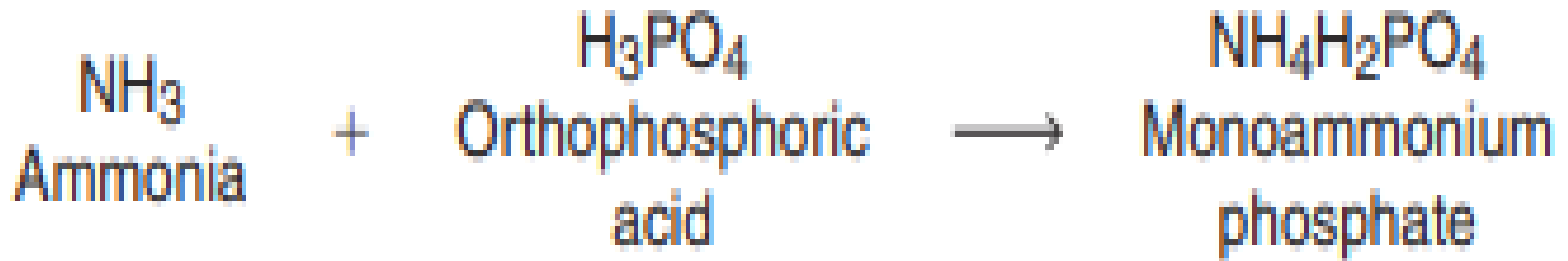 NH₃ + H₃PO₄ ⟶ NH₄H₂PO₄
Ammonia Orthophosphoric Monoammonium
acid phosphate